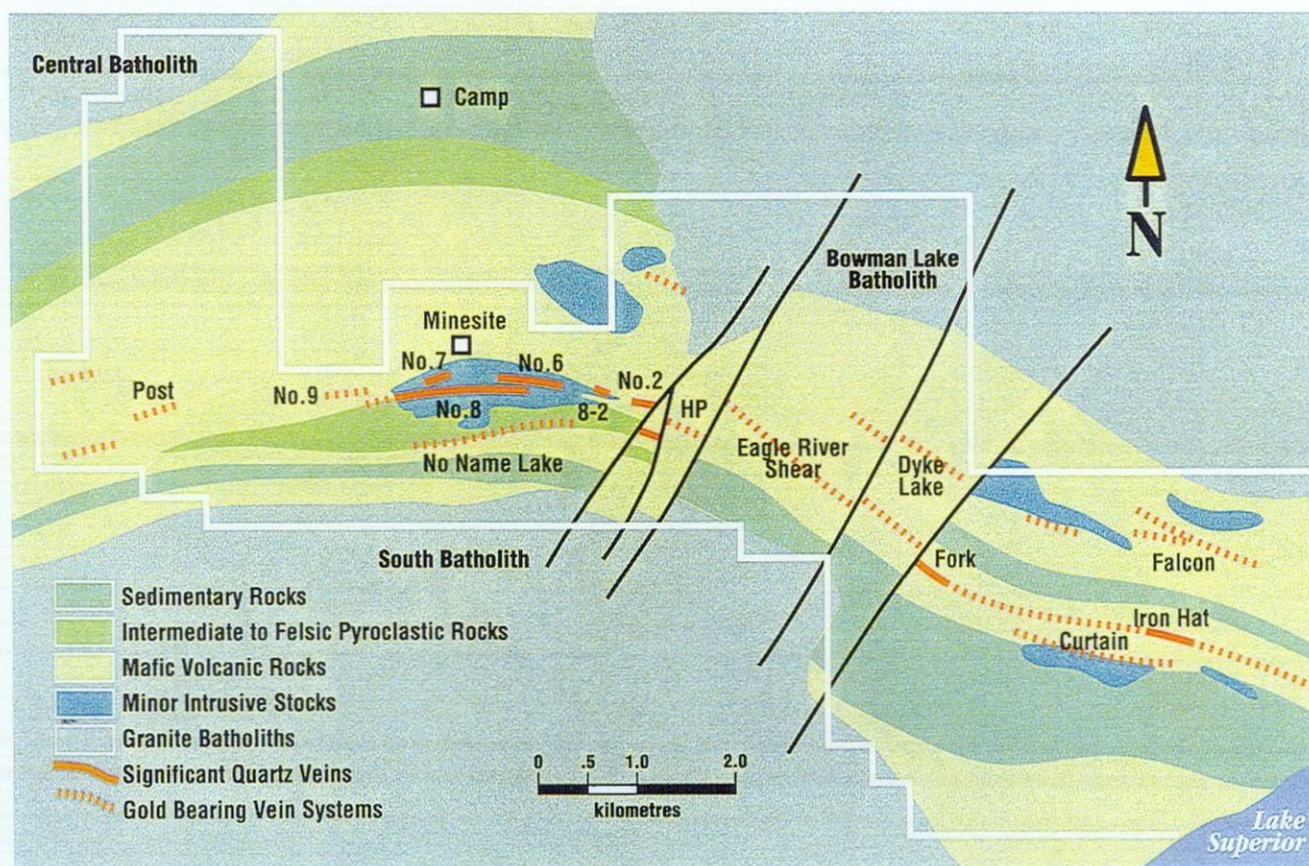 Central Batholith
Camp
N
Bowman Lake
Batholith
Minesite
No.7
No.6
Post
No.9
No.2
No.8
8-2
HP
No Name Lake
Eagle River
Shear
Dyke
Lake
South Batholith
Fork
Falcon
Iron Hat
Curtain
Sedimentary Rocks
Intermediate to Felsic Pyroclastic Rocks
Mafic Volcanic Rocks
Minor Intrusive Stocks
Granite Batholiths
Significant Quartz Veins
Gold Bearing Vein Systems
0 .5 1.0 2.0
kilometres
Lake
Superior